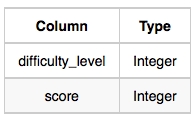 Column Type
difficulty_level Integer
score Integer